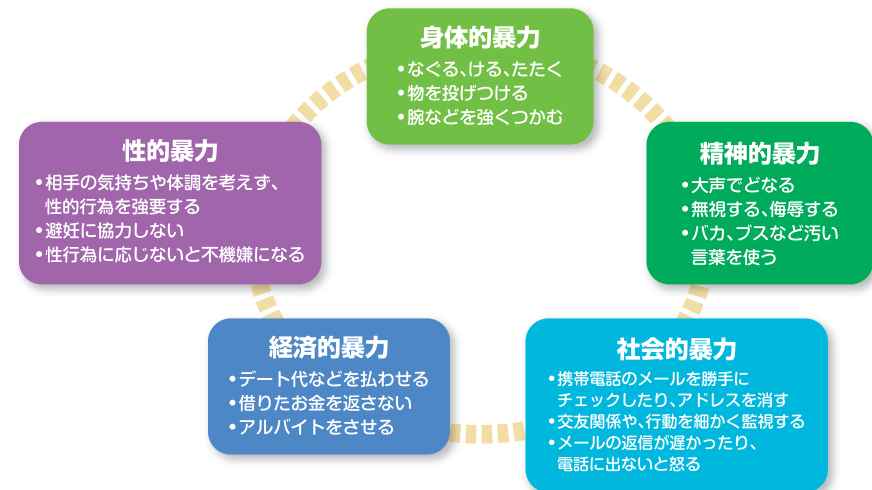 身体的暴力
•なぐる、ける、たたく
•物を投げつける
•腕などを強くつかむ
性的暴力
•相手の気持ちや体調を考えず、
性的行為を強要する
•避妊に協力しない
•性行為に応じないと不機嫌になる
精神的暴力
•大声でどなる
•無視する、侮辱する
•バカ、ブスなど汚い
言葉を使う
経済的暴力
•デート代などを払わせる
•借りたお金を返さない
•アルバイトをさせる
社会的暴力
•携帯電話のメールを勝手に
チェックしたり、アドレスを消す
•交友関係や、行動を細かく監視する
•メールの返信が遅かったり、
電話に出ないと怒る